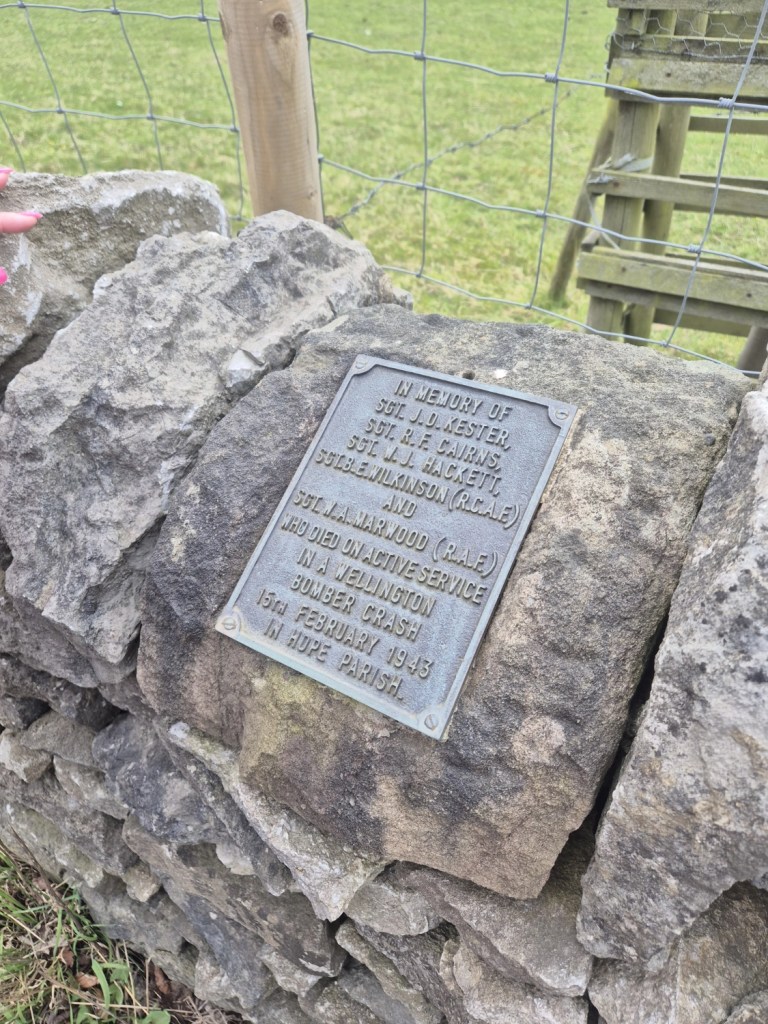 IN MEMORY OF
SGT. J.D. KESTER,
SGT. R.F. CAIRNS,
SGT. W.J. HACKETT,
SGT.B.E.WILKINSON (R.C.A.F.)
AND
SGT. V.A.MARWOOD (R.A.F.)
WHO DIED ON ACTIVE SERVICE
IN A WELLINGTON
BOMBER CRASH
15TH FEBRUARY 1943
IN HOPE PARISH.